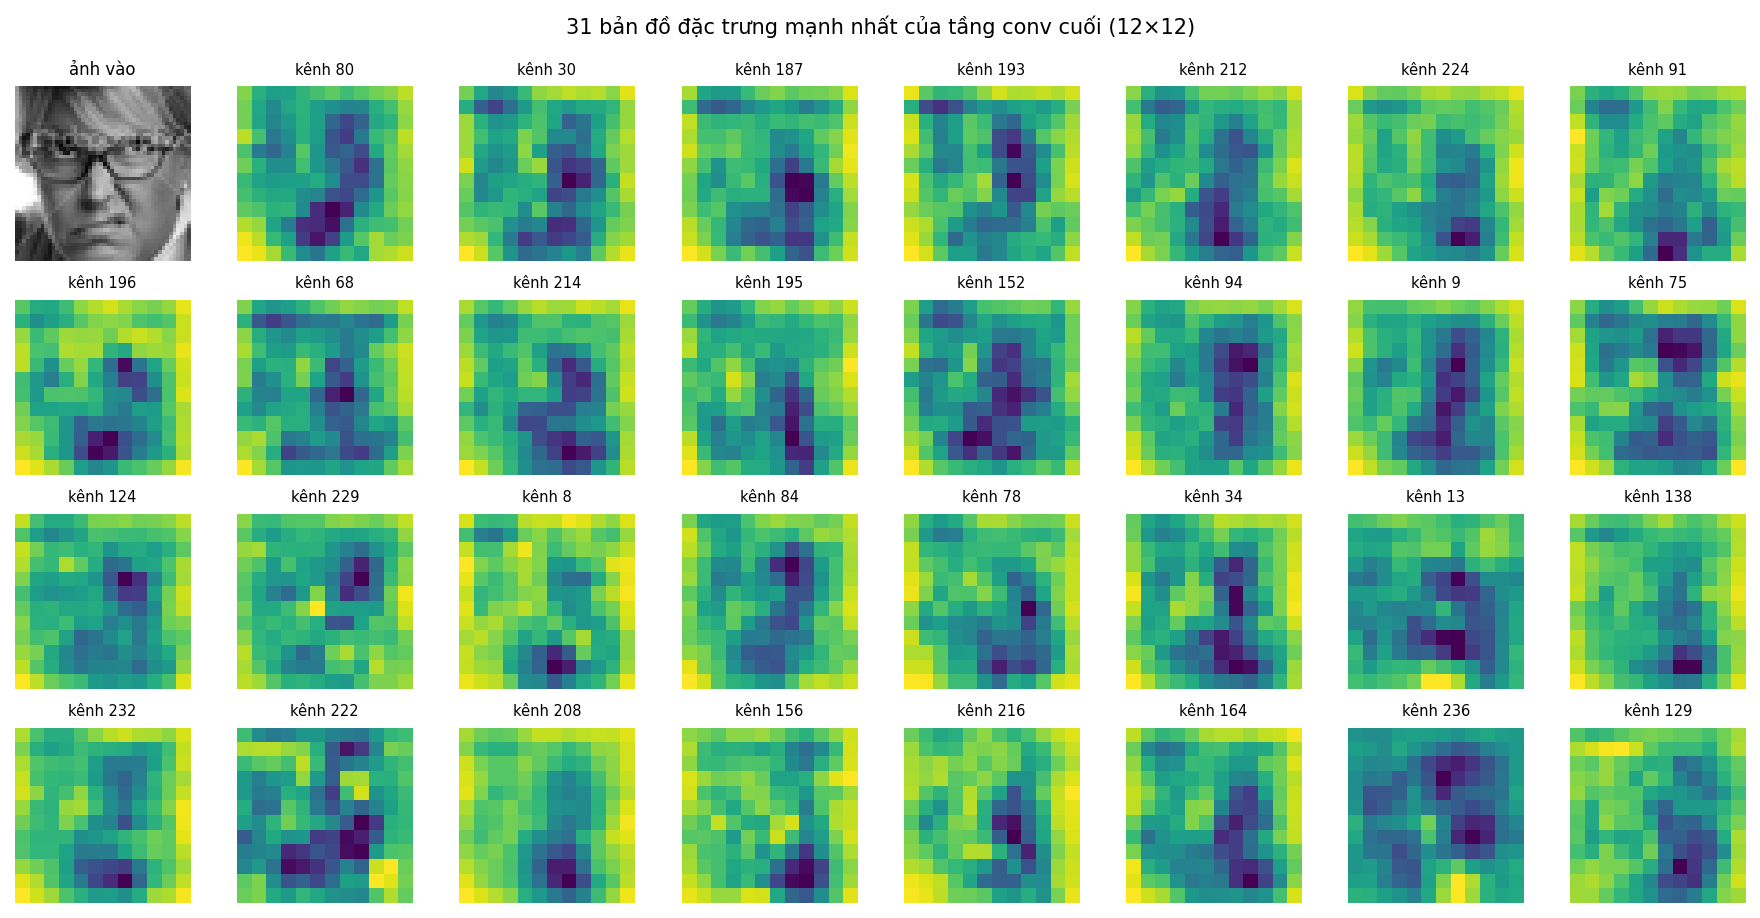 31 bản đồ đặc trưng mạnh nhất của tầng conv cuối (12×12)
ảnh vào kênh 80 kênh 30 kênh 187 kênh 193 kênh 212 kênh 224 kênh 91
kênh 196 kênh 68 kênh 214 kênh 195 kênh 152 kênh 94 kênh 9 kênh 75
kênh 124 kênh 229 kênh 8 kênh 84 kênh 78 kênh 34 kênh 13 kênh 138
kênh 232 kênh 222 kênh 208 kênh 156 kênh 216 kênh 164 kênh 236 kênh 129